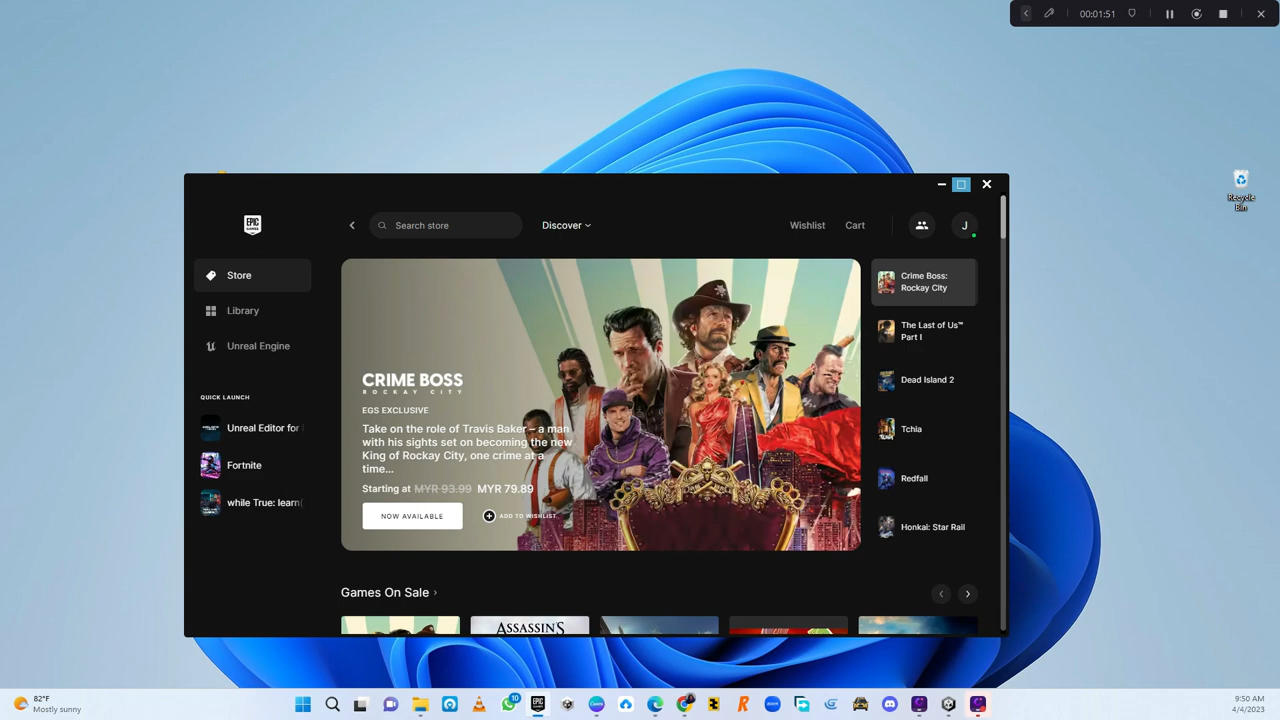 00:01:51
Recycle
Bin
EPIC
GAMES
Search store
Discover
Wishlist
Cart
J
Store
Library
Unreal Engine
QUICK LAUNCH
Unreal Editor for
Fortnite
while True: learn(
CRIME BOSS
ROCKAY CITY
EGS EXCLUSIVE
Take on the role of Travis Baker – a man
with his sights set on becoming the new
King of Rockay City, one crime at a
time...
Starting at MYR 93.99 MYR 79.89
NOW AVAILABLE
ADD TO WISHLIST
Crime Boss:
Rockay City
The Last of Us™
Part I
Dead Island 2
Tchia
Redfall
Honkai: Star Rail
Games On Sale
ASSASSIN'S
82°F
Mostly sunny
10
EPIC
zoom
9:50 AM
4/4/2023